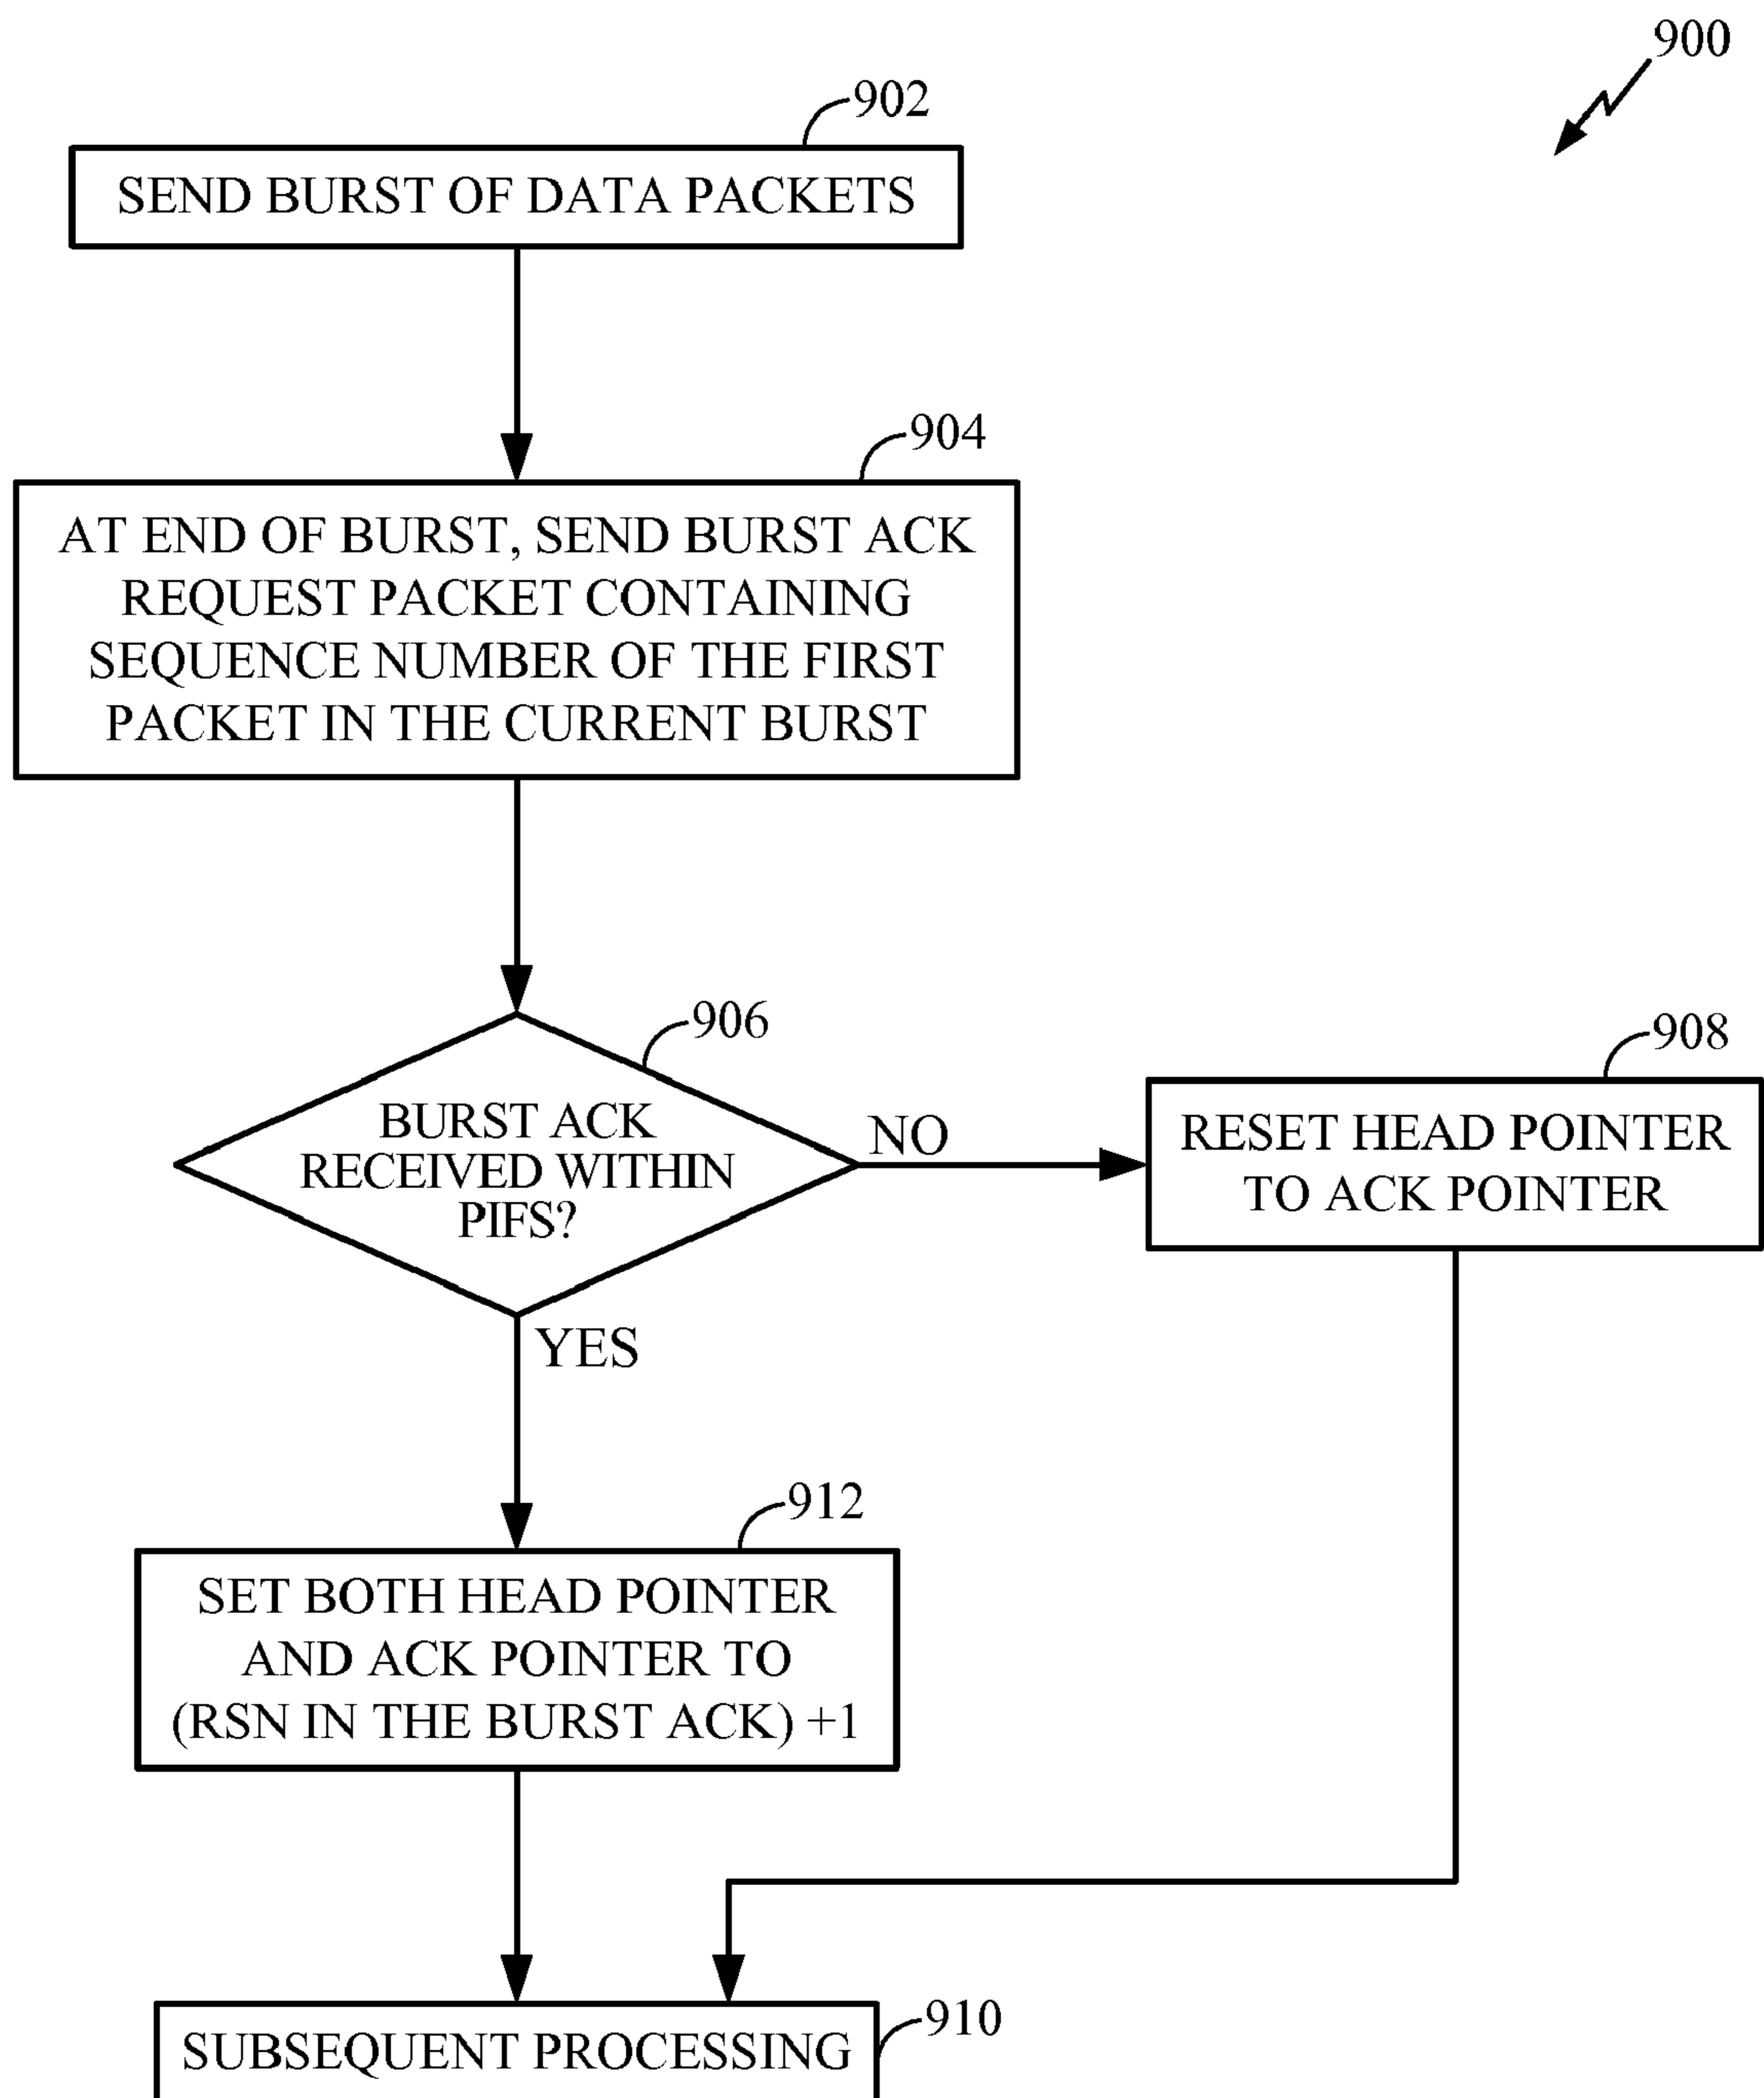 900
902
SEND BURST OF DATA PACKETS
904
AT END OF BURST, SEND BURST ACK
REQUEST PACKET CONTAINING
SEQUENCE NUMBER OF THE FIRST
PACKET IN THE CURRENT BURST
906
BURST ACK
RECEIVED WITHIN
PIFS?
NO
908
RESET HEAD POINTER
TO ACK POINTER
YES
912
SET BOTH HEAD POINTER
AND ACK POINTER TO
(RSN IN THE BURST ACK) +1
910
SUBSEQUENT PROCESSING